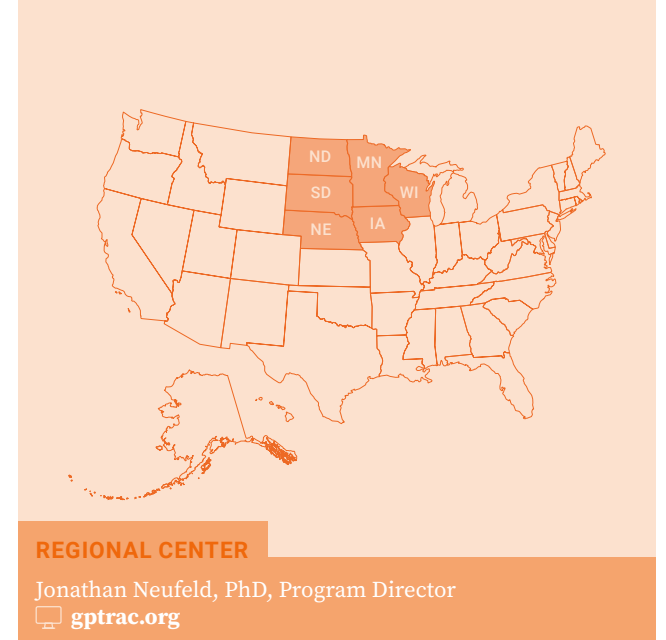 ND
MN
SD
WI
NE
IA
REGIONAL CENTER
Jonathan Neufeld, PhD, Program Director
gptrac.org